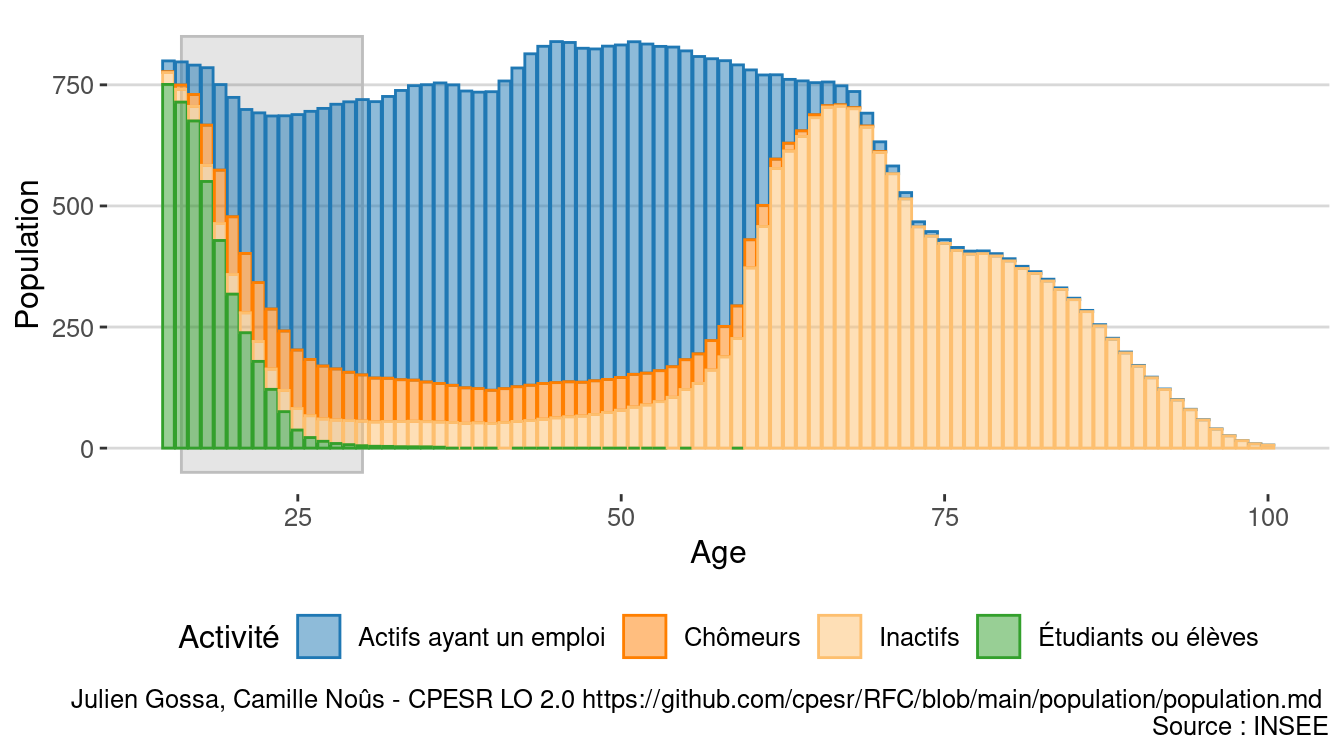 Population
750
500
250
0
25 50 75 100
Age
Activité Actifs ayant un emploi Chômeurs Inactifs Étudiants ou élèves
Julien Gossa, Camille Noûs - CPESR LO 2.0 https://github.com/cpesr/RFC/blob/main/population/population.md
Source : INSEE